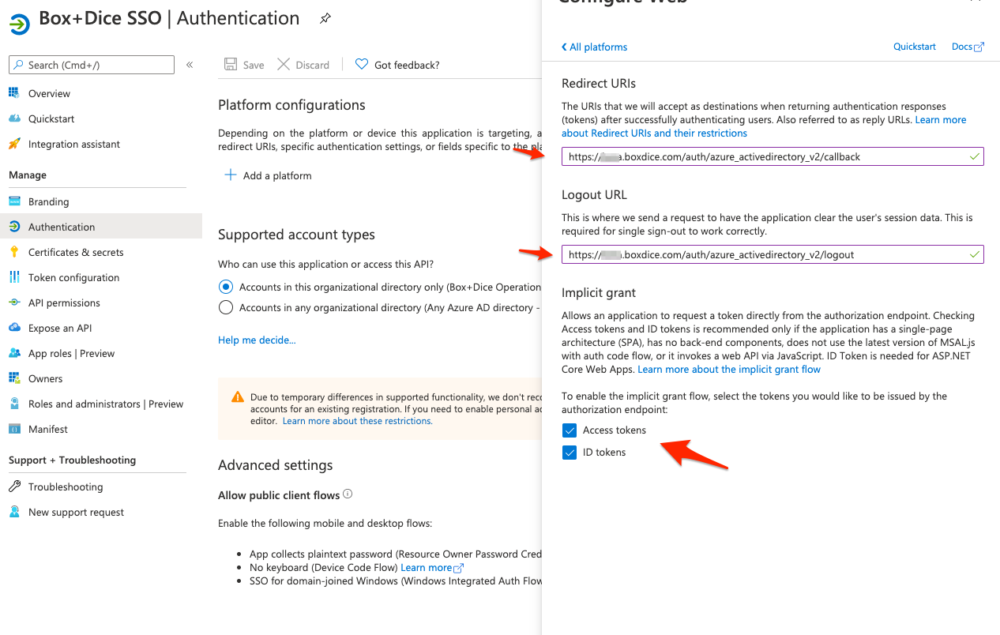 Box+Dice SSO | Authentication
Search (Cmd+/)
«
Overview
Quickstart
Integration assistant
Manage
Branding
Authentication
Certificates & secrets
Token configuration
API permissions
Expose an API
App roles | Preview
Owners
Roles and administrators | Preview
Manifest
Support + Troubleshooting
Troubleshooting
New support request
Save
Discard
Got feedback?
Platform configurations
Depending on the platform or device this application is targeting, a
redirect URIs, specific authentication settings, or fields specific to the pla
Add a platform
Supported account types
Who can use this application or access this API?
Accounts in this organizational directory only (Box+Dice Operation
Accounts in any organizational directory (Any Azure AD directory -
Help me decide...
Due to temporary differences in supported functionality, we don't reco
accounts for an existing registration. If you need to enable personal ac
editor. Learn more about these restrictions.
Advanced settings
Allow public client flows
Enable the following mobile and desktop flows:
• App collects plaintext password (Resource Owner Password Cred
• No keyboard (Device Code Flow) Learn more
• SSO for domain-joined Windows (Windows Integrated Auth Flow
Configure Web
All platforms
Quickstart
Docs
Redirect URIs
The URIs that we will accept as destinations when returning authentication responses
(tokens) after successfully authenticating users. Also referred to as reply URLs. Learn more
about Redirect URIs and their restrictions
https:// .boxdice.com/auth/azure_activedirectory_v2/callback
Logout URL
This is where we send a request to have the application clear the user's session data. This is
required for single sign-out to work correctly.
https:// .boxdice.com/auth/azure_activedirectory_v2/logout
Implicit grant
Allows an application to request a token directly from the authorization endpoint. Checking
Access tokens and ID tokens is recommended only if the application has a single-page
architecture (SPA), has no back-end components, does not use the latest version of MSAL.js
with auth code flow, or it invokes a web API via JavaScript. ID Token is needed for ASP.NET
Core Web Apps. Learn more about the implicit grant flow
To enable the implicit grant flow, select the tokens you would like to be issued by the
authorization endpoint:
Access tokens
ID tokens